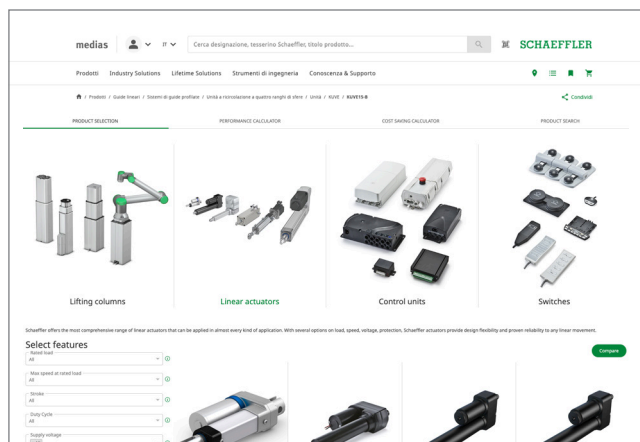 medias IT Cerca designazione, tesserino Schaeffler, titolo prodotto... SCHAEFFLER
Prodotti Industry Solutions Lifetime Solutions Strumenti di ingegneria Conoscenza & Supporto
/ Prodotti / Guide lineari / Sistemi di guide profilate / Unità a ricircolazione a quattro ranghi di sfere / Unità / KUVE / KUVE15-B Condividi
PRODUCT SELECTION PERFORMANCE CALCULATOR COST SAVING CALCULATOR PRODUCT SEARCH
Lifting columns Linear actuators Control units Switches
Schaeffler offers the most comprehensive range of linear actuators that can be applied in almost every kind of application. With several options on load, speed, voltage, protection, Schaeffler actuators provide design flexibility and proven reliability to any linear movement.
Select features
Compare
Rated load
All
Max speed at rated load
All
Stroke
All
Duty Cycle
All
Supply voltage